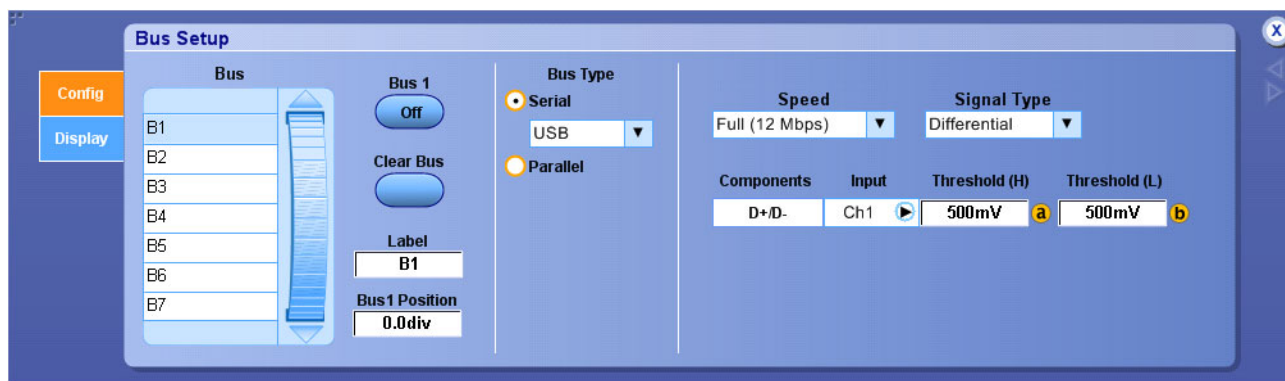 Bus Setup
X
Config
Display
Bus
B1
B2
B3
B4
B5
B6
B7
Bus 1
Off
Clear Bus
Label
B1
Bus1 Position
0.0div
Bus Type
Serial
USB
Parallel
Speed
Signal Type
Full (12 Mbps)
Differential
Components Input Threshold (H) Threshold (L)
D+/D- Ch1 500mV a 500mV b